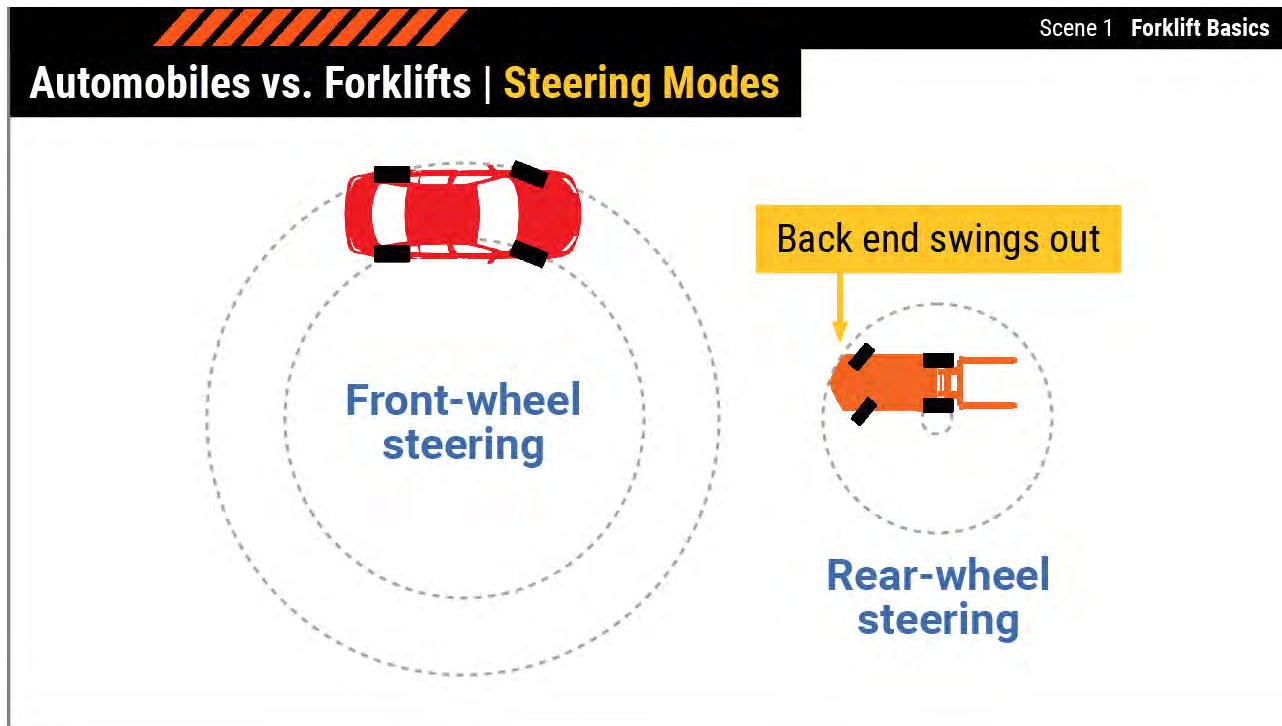 Scene 1 Forklift Basics
Automobiles vs. Forklifts | Steering Modes
Back end swings out
Front-wheel
steering
Rear-wheel
steering